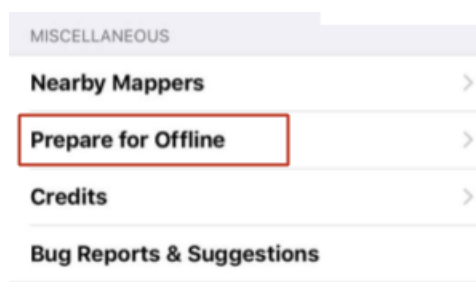 MISCELLANEOUS
Nearby Mappers
Prepare for Offline
Credits
Bug Reports & Suggestions